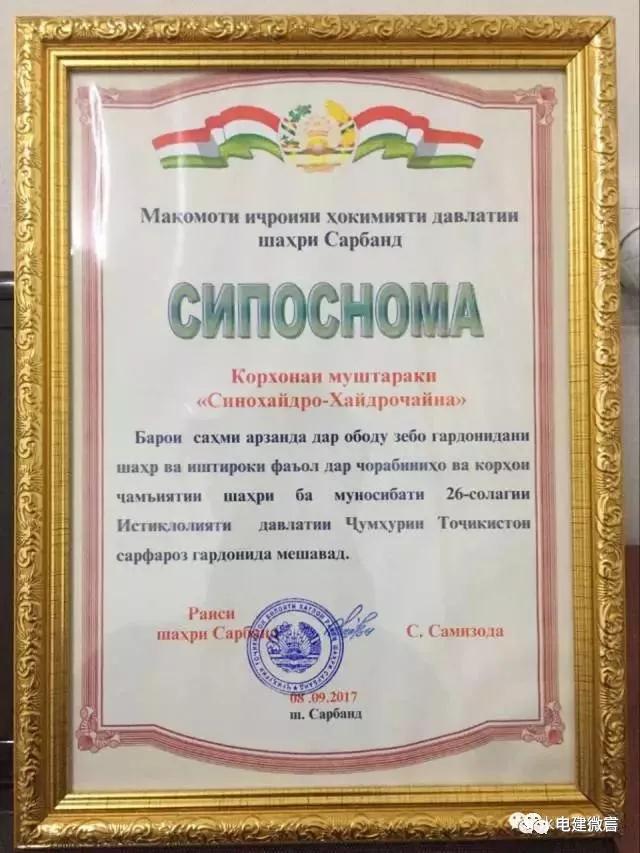 Мақомоти иҷроияи ҳокимияти давлатии
шаҳри Сарбанд
СИПОСНОМА
Корхонаи муштараки
«Синохайдро-Хайдрочайна»
Барои саҳми арзанда дар ободу зебо гардонидани
шаҳр ва иштироки фаъол дар чорабиниҳо ва корҳои
ҷамъиятии шаҳри ба муносибати 26-солагии
Истиқлолияти давлатии Ҷумҳурии Тоҷикистон
сарфароз гардонида мешавад.
Раиси
шаҳри Сарбанд
С. Самизода
08 .09.2017
ш. Сарбанд
水电建微言